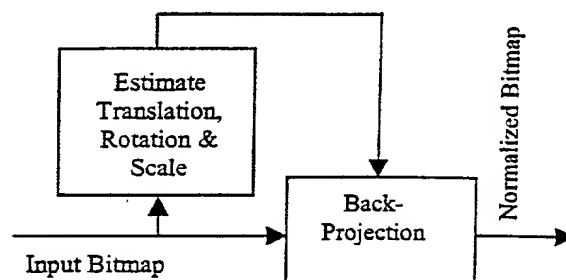 Estimate
Translation,
Rotation &
Scale
Input Bitmap
Back-
Projection
Normalized Bitmap